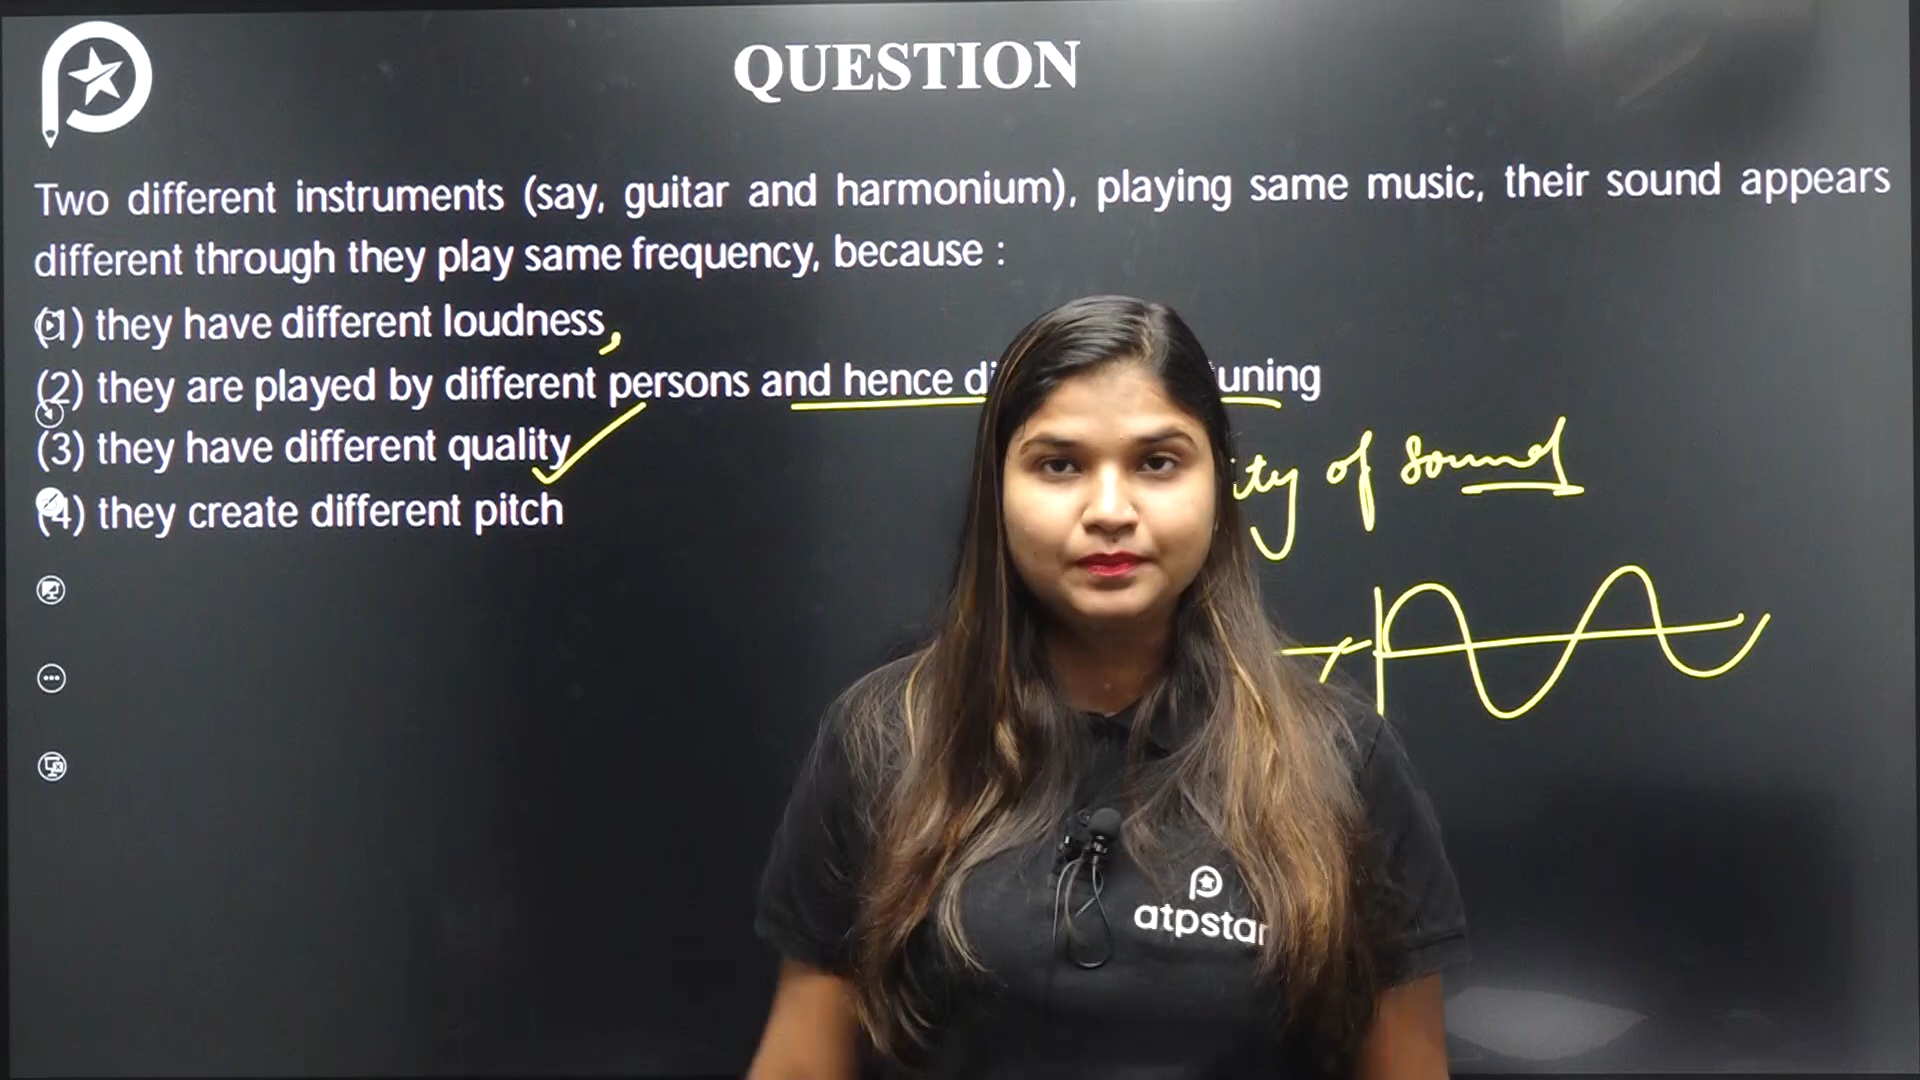 QUESTION
Two different instruments (say, guitar and harmonium), playing same music, their sound appears
different through they play same frequency, because :
(1) they have different loudness
(2) they are played by different persons and hence di uning
(3) they have different quality
ity of sound
(4) they create different pitch
atpstar